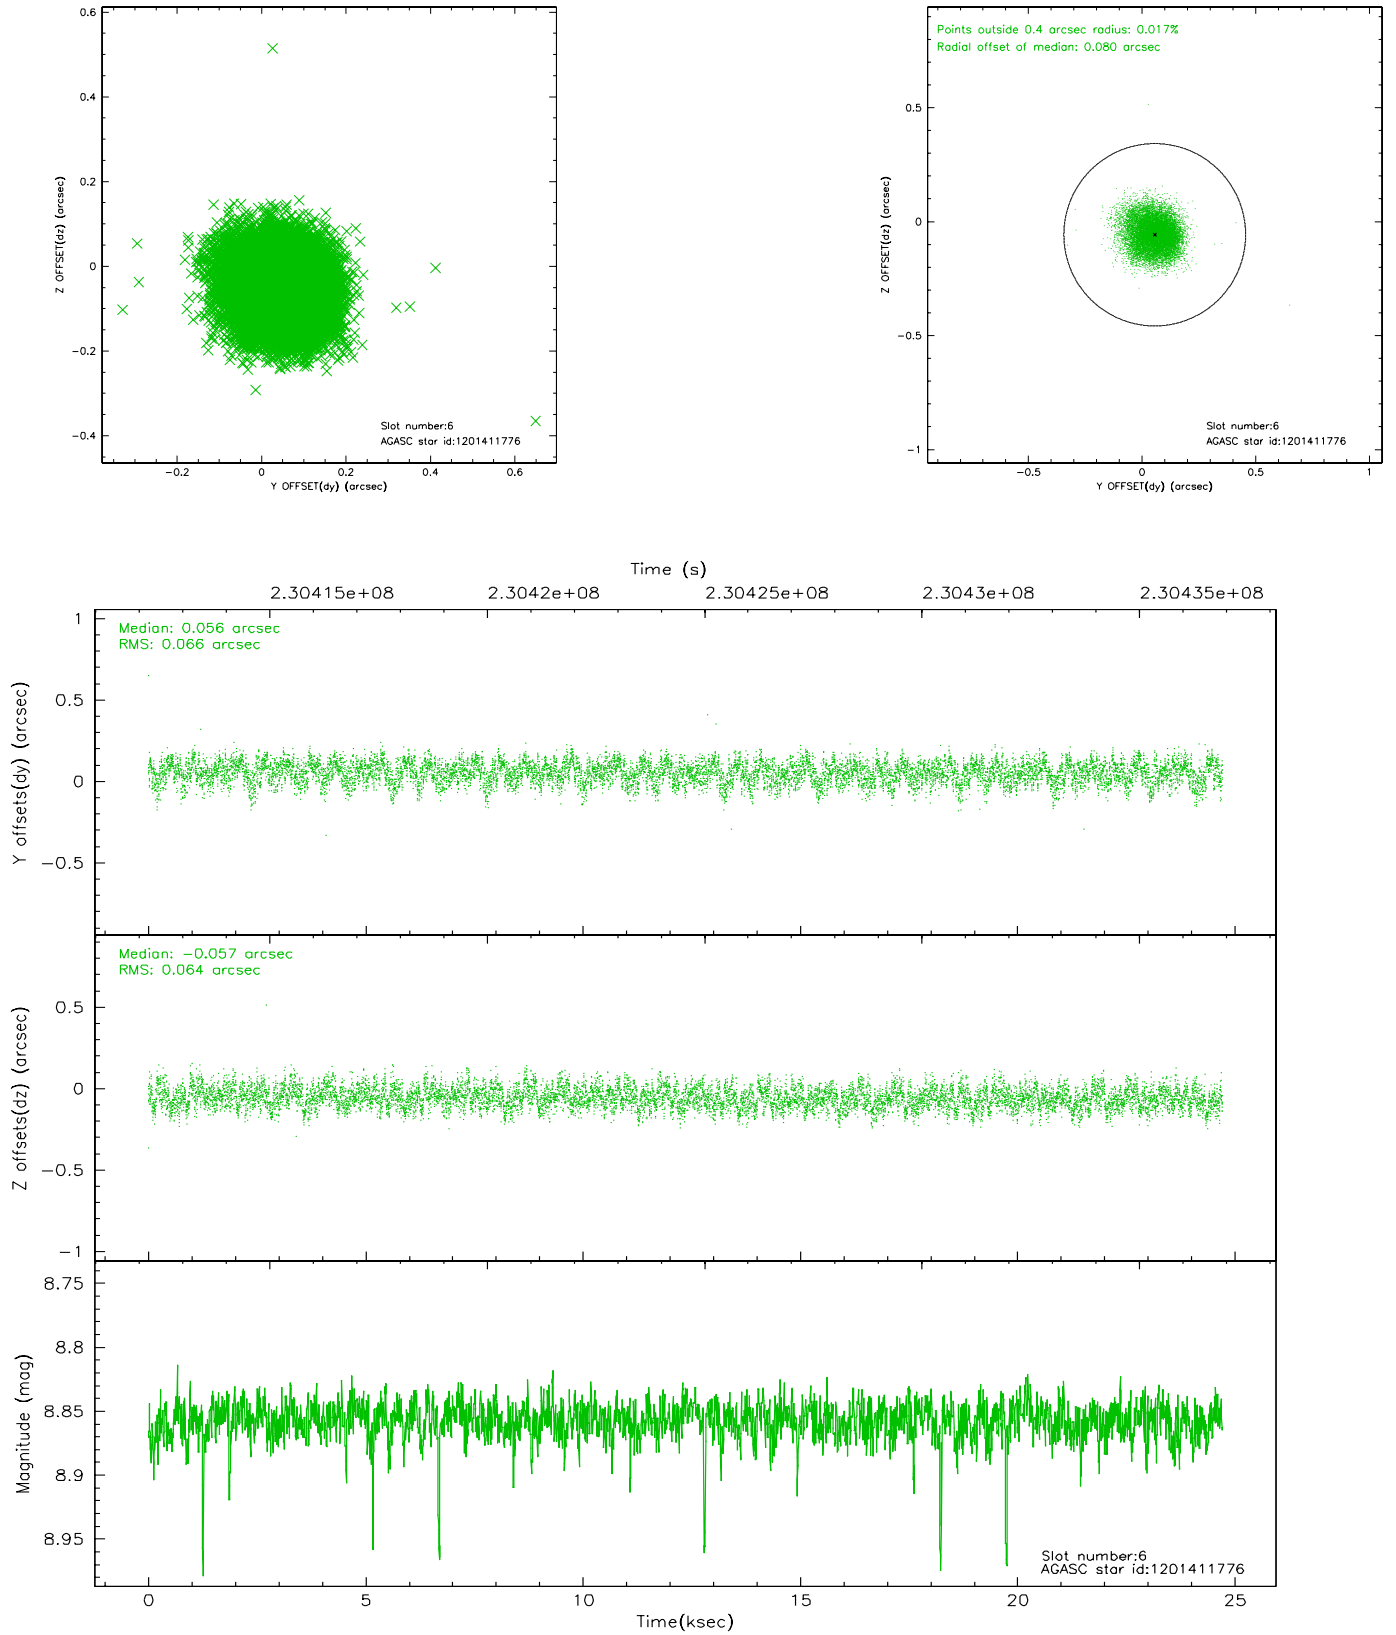 0.6
0.4
0.2
0
−0.2
−0.4
Z OFFSET(dz) (arcsec)
Slot number:6
AGASC star id:1201411776
−0.2
0
0.2
0.4
0.6
Y OFFSET(dy) (arcsec)
Points outside 0.4 arcsec radius: 0.017%
Radial offset of median: 0.080 arcsec
0.5
0
−0.5
−1
Z OFFSET(dz) (arcsec)
Slot number:6
AGASC star id:1201411776
−0.5
0
0.5
1
Y OFFSET(dy) (arcsec)
Time (s)
2.30415e+08
2.3042e+08
2.30425e+08
2.3043e+08
2.30435e+08
Median: 0.056 arcsec
RMS: 0.066 arcsec
1
0.5
0
−0.5
Y offsets(dy) (arcsec)
Median: −0.057 arcsec
RMS: 0.064 arcsec
0.5
0
−0.5
−1
Z offsets(dz) (arcsec)
8.75
8.8
8.85
8.9
8.95
Magnitude (mag)
Slot number:6
AGASC star id:1201411776
0
5
10
15
20
25
Time(ksec)